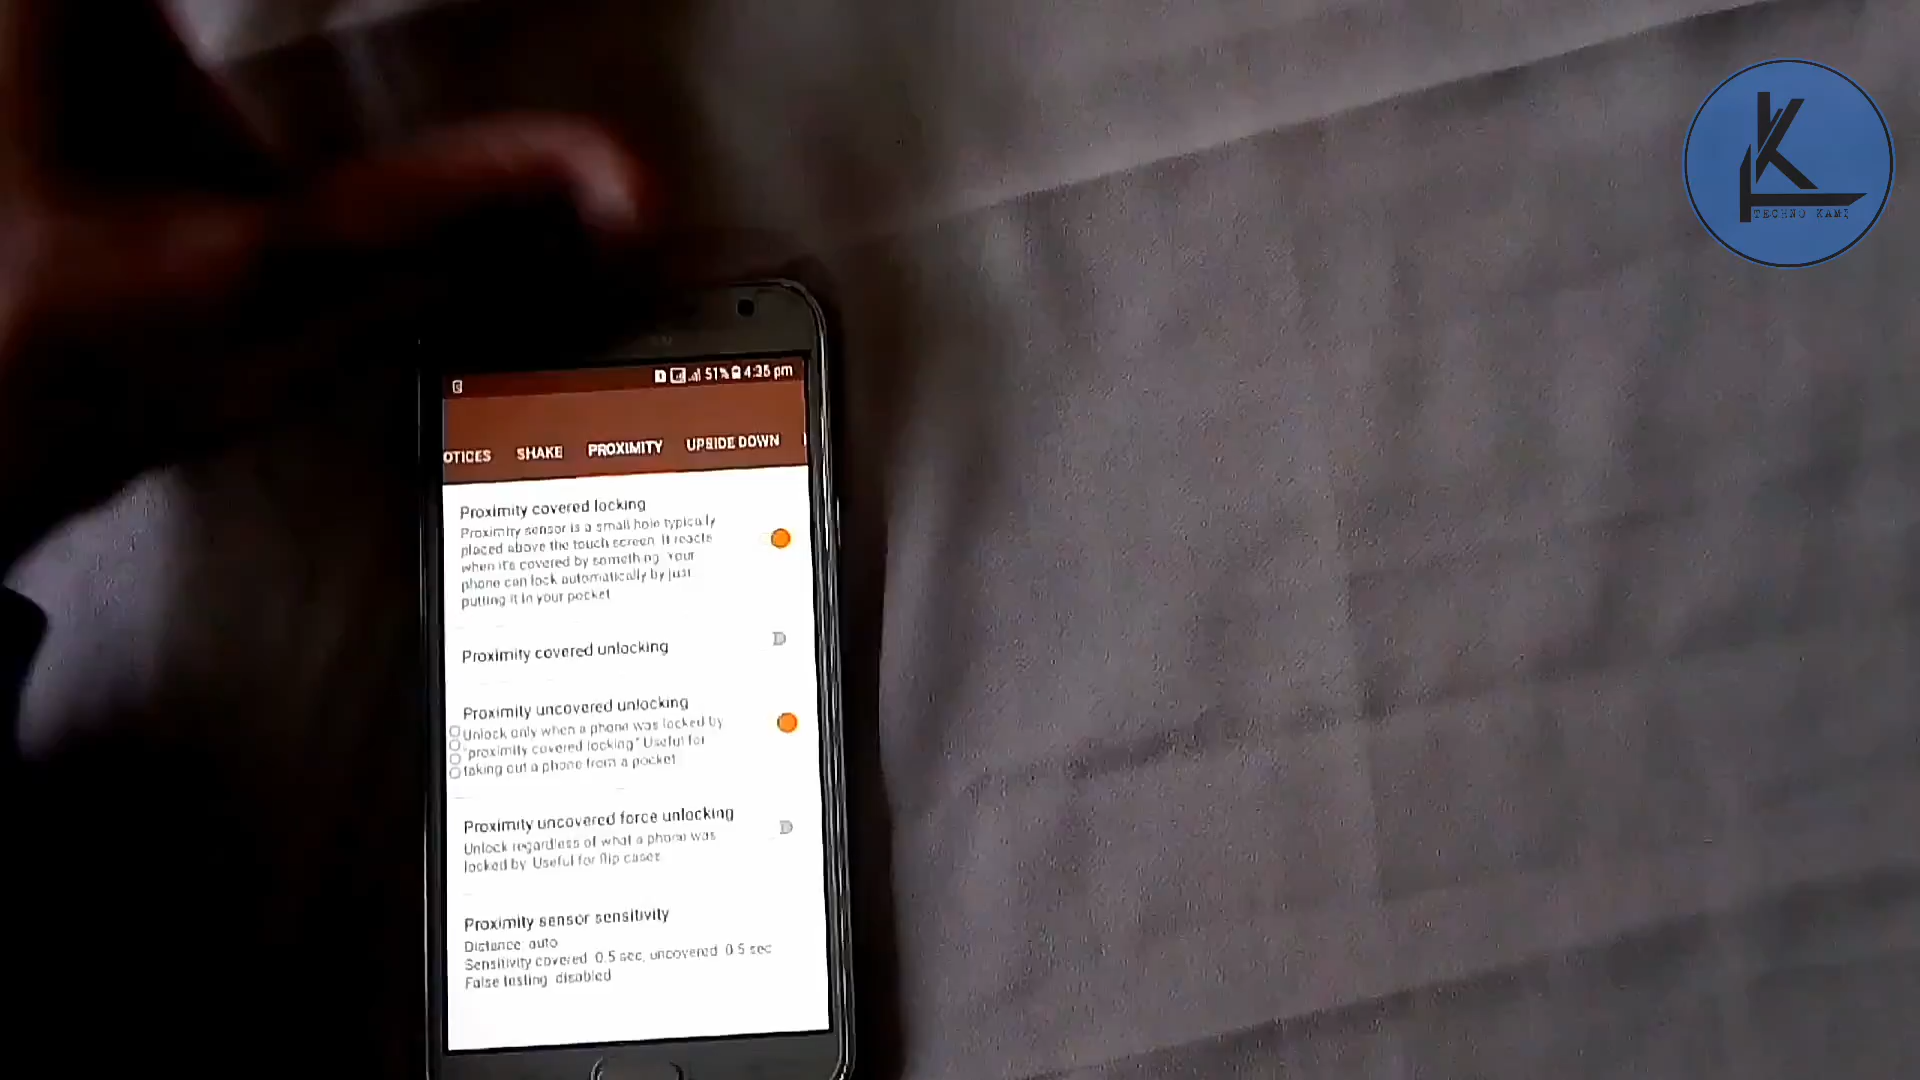 TECHNO KAMI
51% 4:35 pm
OTICES SHAKE PROXIMITY UPSIDE DOWN
Proximity covered locking
Proximity sensor is a small hole typically
placed above the touch screen. It reacts
when it's covered by something. Your
phone can lock automatically by just
putting it in your pocket
Proximity covered unlocking
Proximity uncovered unlocking
Unlock only when a phone was locked by
"proximity covered locking" Useful for
taking out a phone from a pocket
Proximity uncovered force unlocking
Unlock regardless of what a phone was
locked by. Useful for flip cases
Proximity sensor sensitivity
Distance: auto
Sensitivity covered 0.5 sec, uncovered 0.5 sec
False testing disabled